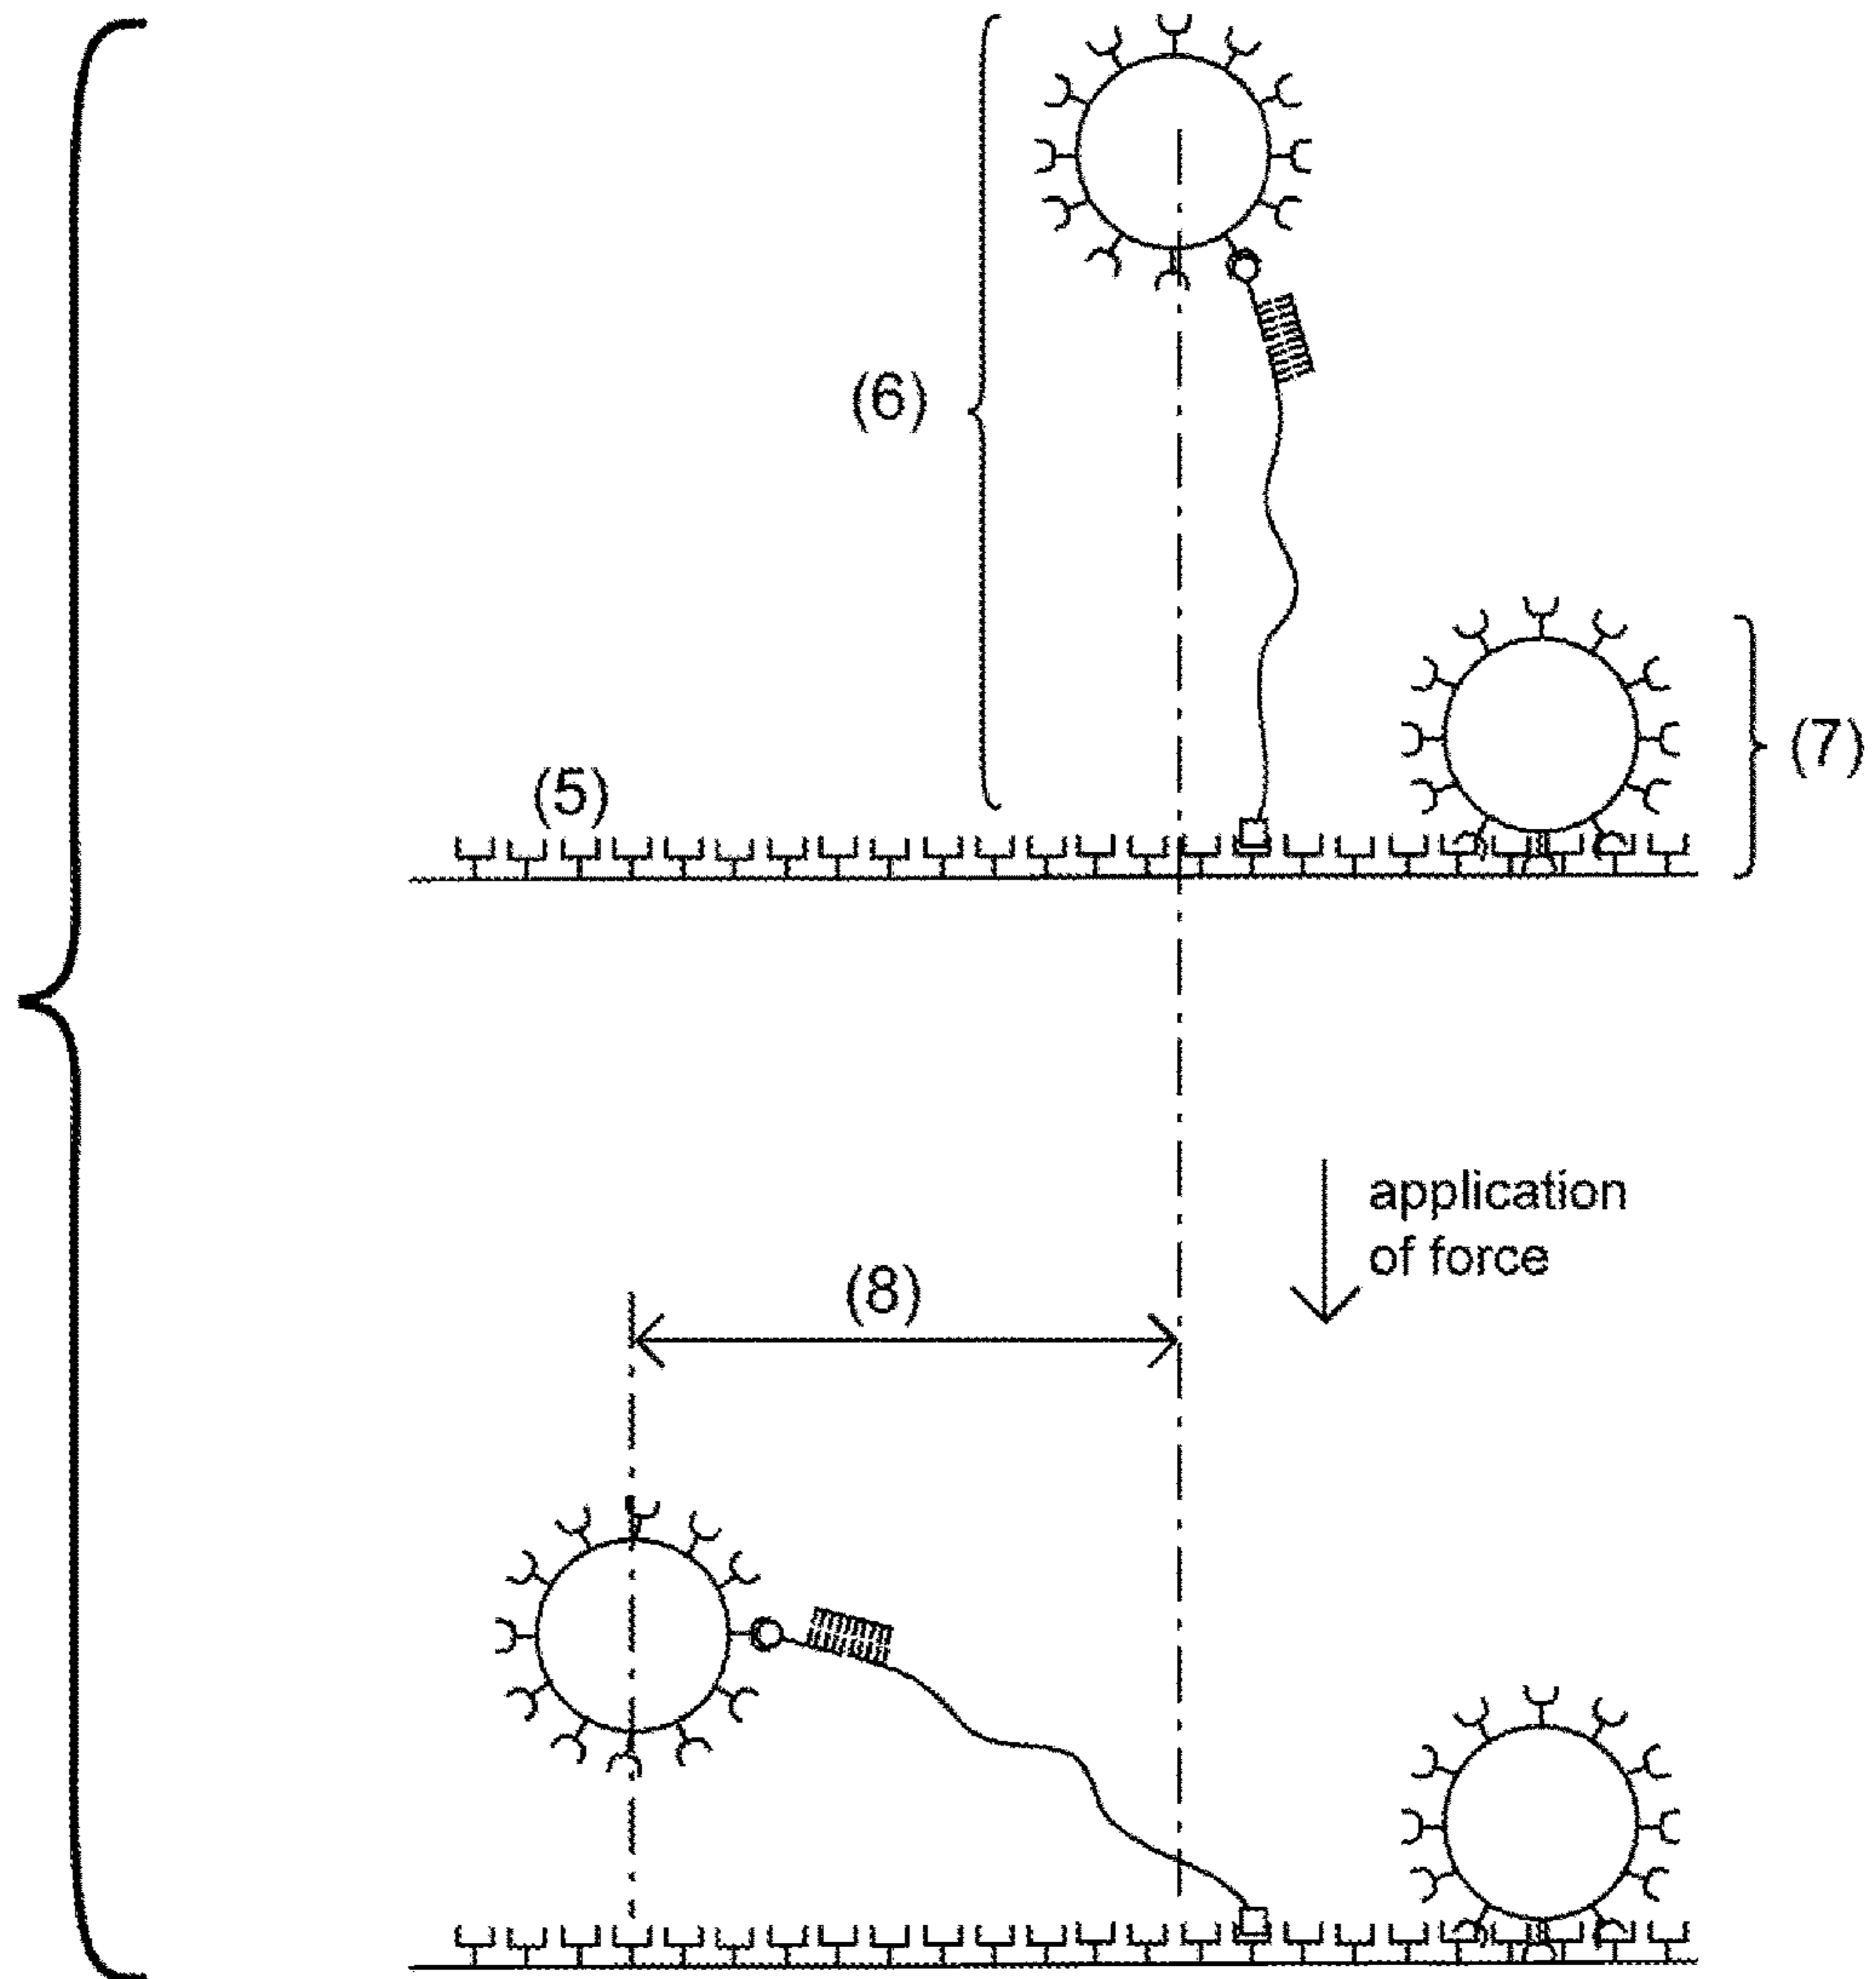 (6)
(7)
(5)
application
of force
(8)